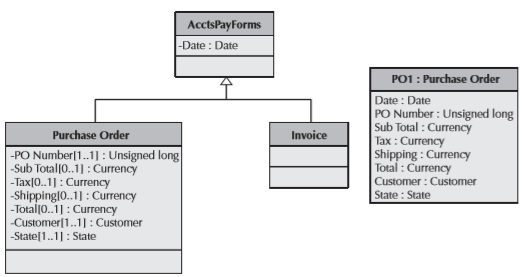 AcctsPayForms
-Date : Date
Purchase Order
-PO Number[1..1] : Unsigned long
-Sub Total[0..1] : Currency
-Tax[0..1] : Currency
-Shipping[0..1] : Currency
-Total[0..1] : Currency
-Customer[1..1] : Customer
-State[1..1] : State
Invoice
PO1 : Purchase Order
Date : Date
PO Number : Unsigned long
Sub Total : Currency
Tax : Currency
Shipping : Currency
Total : Currency
Customer : Customer
State : State